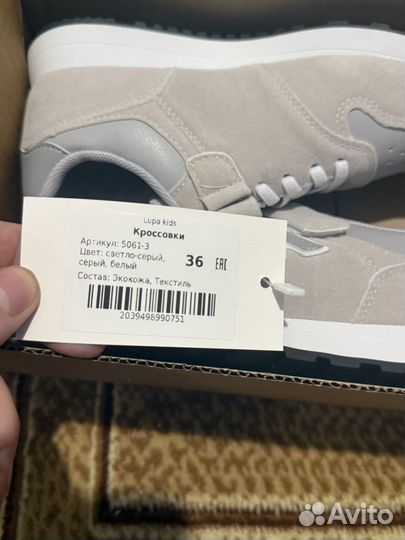 Lupa kids
Кроссовки
Артикул: 5061-3
Цвет: светло-серый,
серый, белый
36 EAC
Состав: Экокожа, Текстиль
2039498990751
Avito